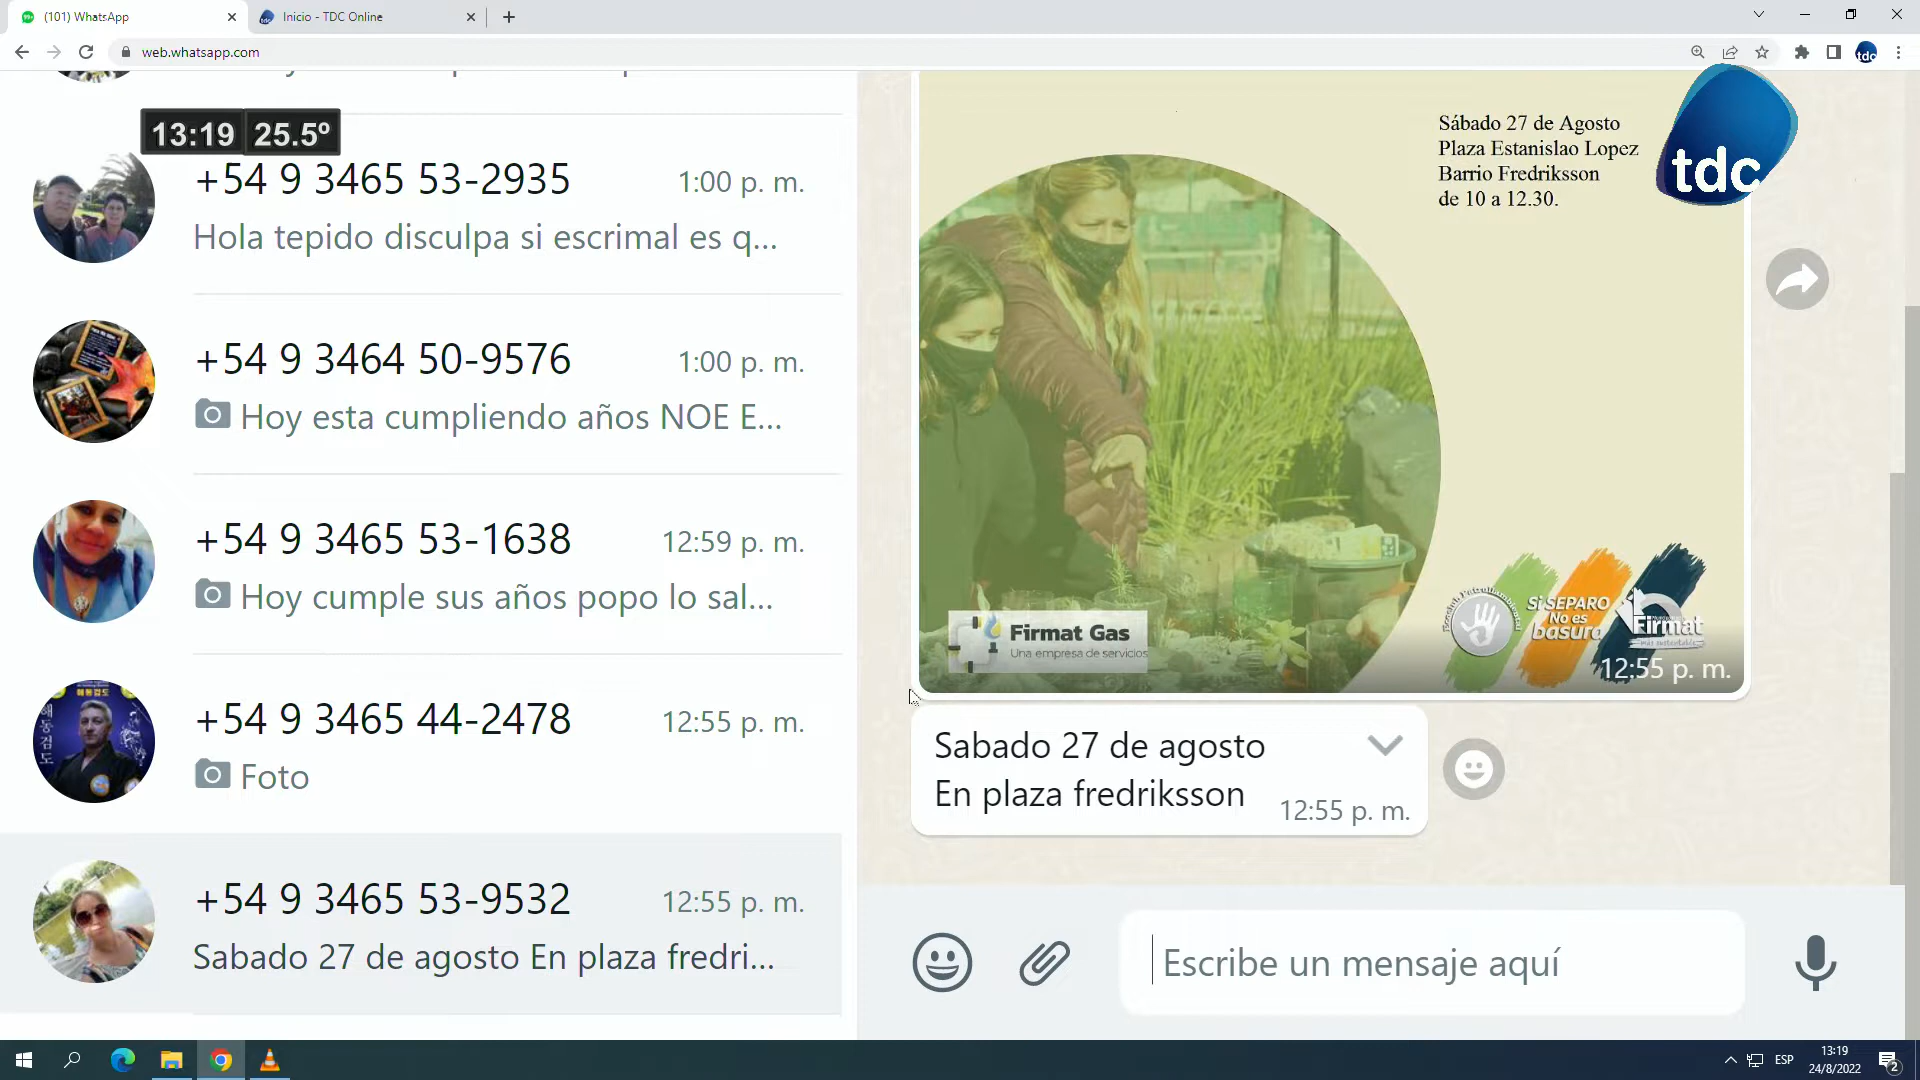 (101) WhatsApp
Inicio - TDC Online
web.whatsapp.com
tdc
13:19 25.5º
+54 9 3465 53-2935
1:00 p. m.
Hola tepido disculpa si escrimal es q...
+54 9 3464 50-9576
1:00 p. m.
Hoy esta cumpliendo años NOE E...
+54 9 3465 53-1638
12:59 p. m.
Hoy cumple sus años popo lo sal...
+54 9 3465 44-2478
12:55 p. m.
Foto
+54 9 3465 53-9532
12:55 p. m.
Sabado 27 de agosto En plaza fredri...
Sábado 27 de Agosto
Plaza Estanislao Lopez
Barrio Fredriksson
de 10 a 12.30.
tdc
Firmat Gas
Una empresa de servicios
SI SEPARO
No es
basura
Firmat
12:55 p. m.
Sabado 27 de agosto
En plaza fredriksson
12:55 p. m.
Escribe un mensaje aquí
ESP
13:19
24/8/2022
2